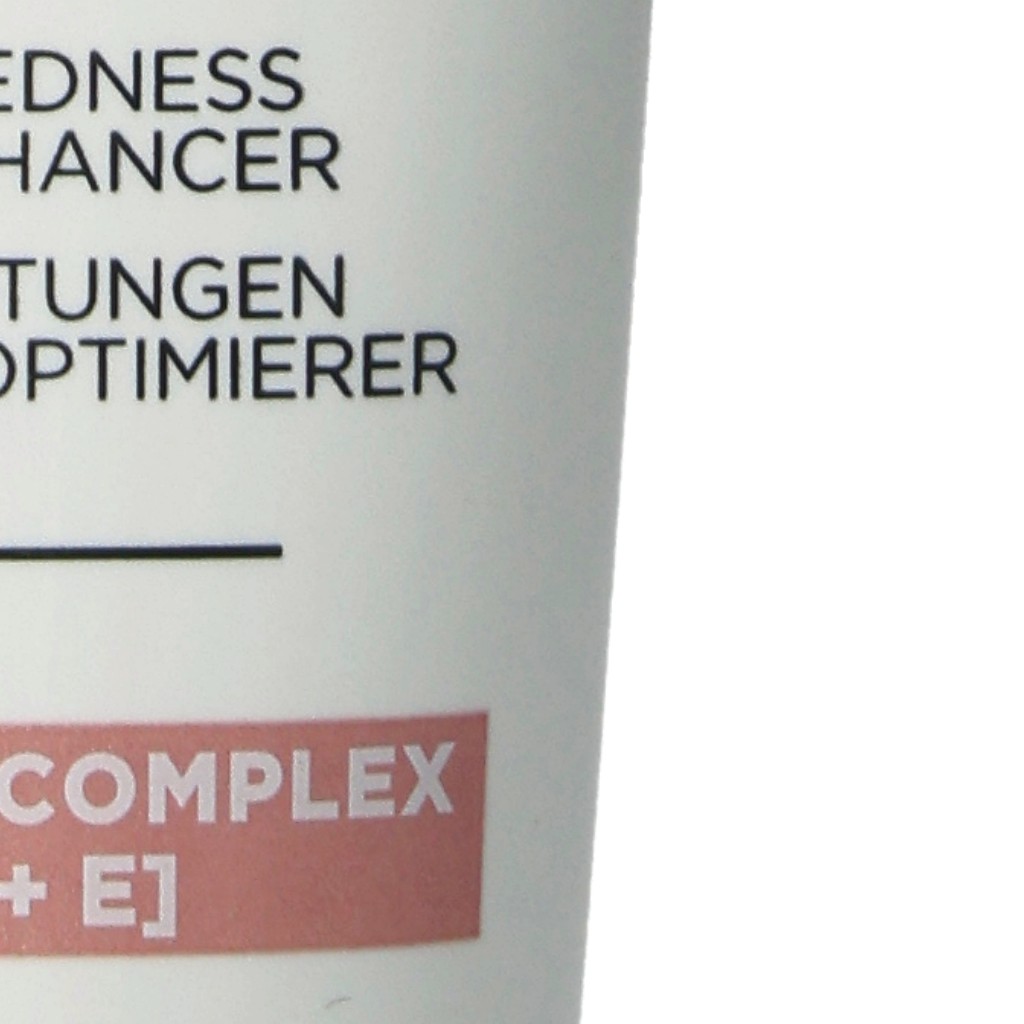 EDNESS
HANCER
TUNGEN
OPTIMIERER
COMPLEX
+ E]